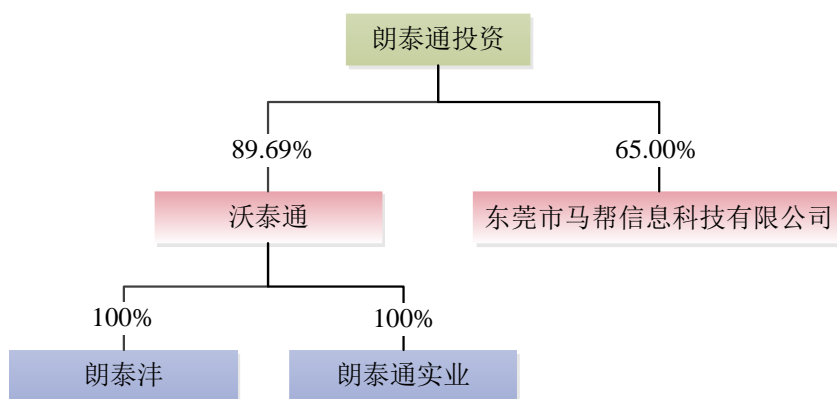 朗泰通投资
89.69%
65.00%
沃泰通
东莞市马帮信息科技有限公司
100%
100%
朗泰沣
朗泰通实业